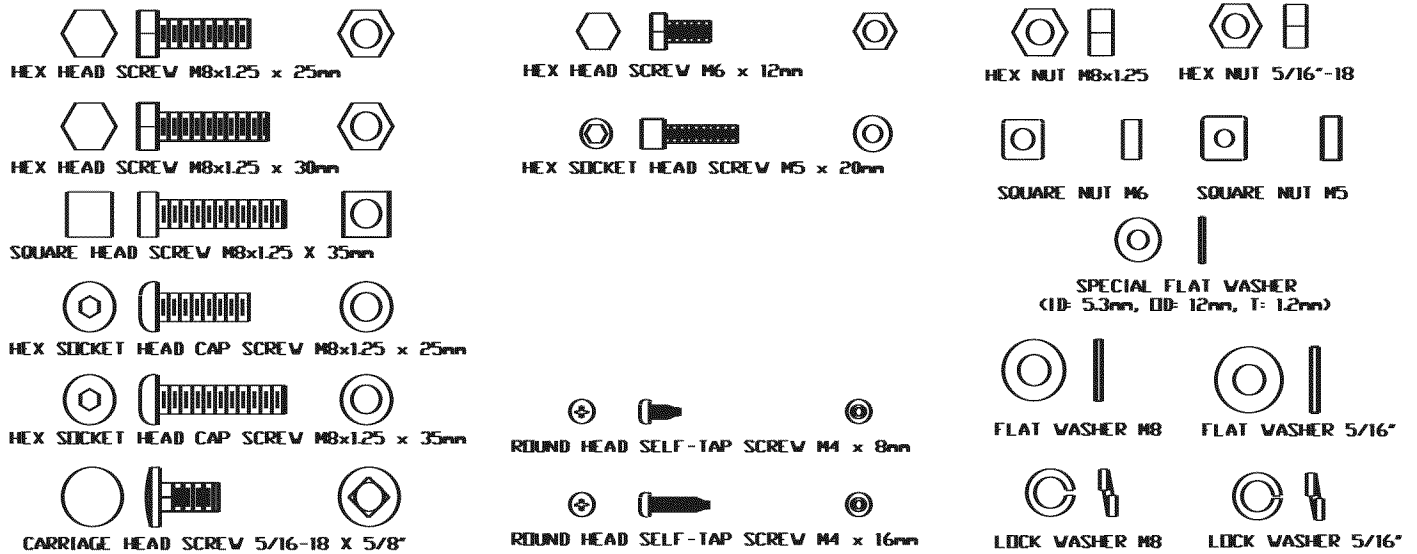 HEX HEAD SCREW M8x1.25 x 25mm
HEX HEAD SCREW M8x1.25 x 30mm
SQUARE HEAD SCREW M8x1.25 X 35mm
HEX SOCKET HEAD CAP SCREW M8x1.25 x 25mm
HEX SOCKET HEAD CAP SCREW M8x1.25 x 35mm
CARRIAGE HEAD SCREW 5/16-18 X 5/8"
HEX HEAD SCREW M6 x 12mm
HEX SOCKET HEAD SCREW M5 x 20mm
ROUND HEAD SELF-TAP SCREW M4 x 8mm
ROUND HEAD SELF-TAP SCREW M4 x 16mm
HEX NUT M8x1.25
HEX NUT 5/16"-18
SQUARE NUT M6
SQUARE NUT M5
SPECIAL FLAT WASHER
(ID: 5.3mm, OD: 12mm, T: 1.2mm)
FLAT WASHER M8
FLAT WASHER 5/16"
LOCK WASHER M8
LOCK WASHER 5/16"